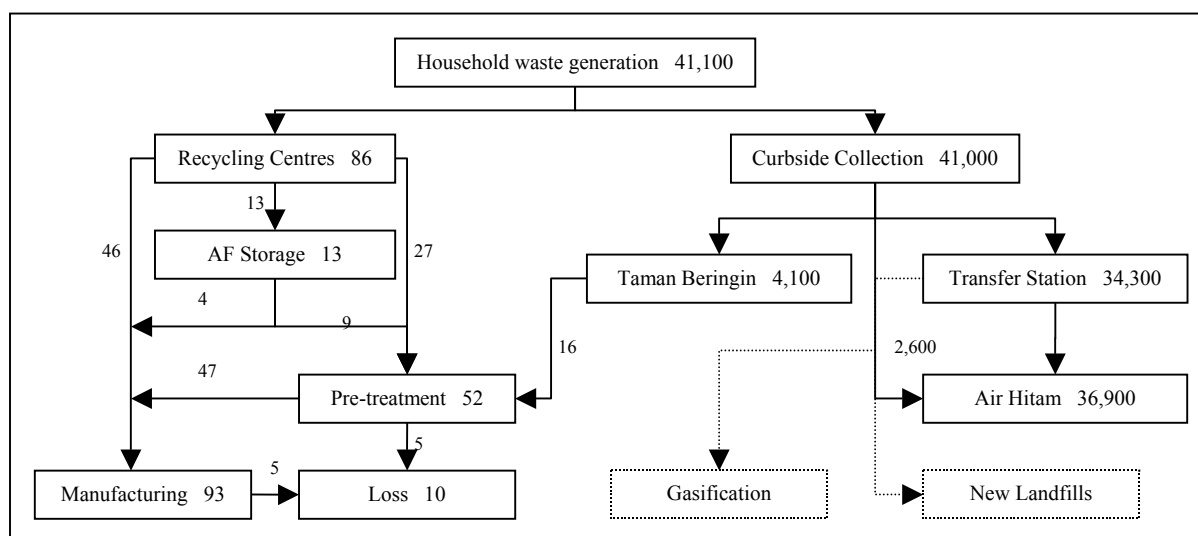 Household waste generation 41,100
Recycling Centres 86
Curbside Collection 41,000
13
46
AF Storage 13
27
Taman Beringin 4,100
Transfer Station 34,300
4
9
16
2,600
47
Pre-treatment 52
Air Hitam 36,900
5
5
Manufacturing 93
Loss 10
Gasification
New Landfills